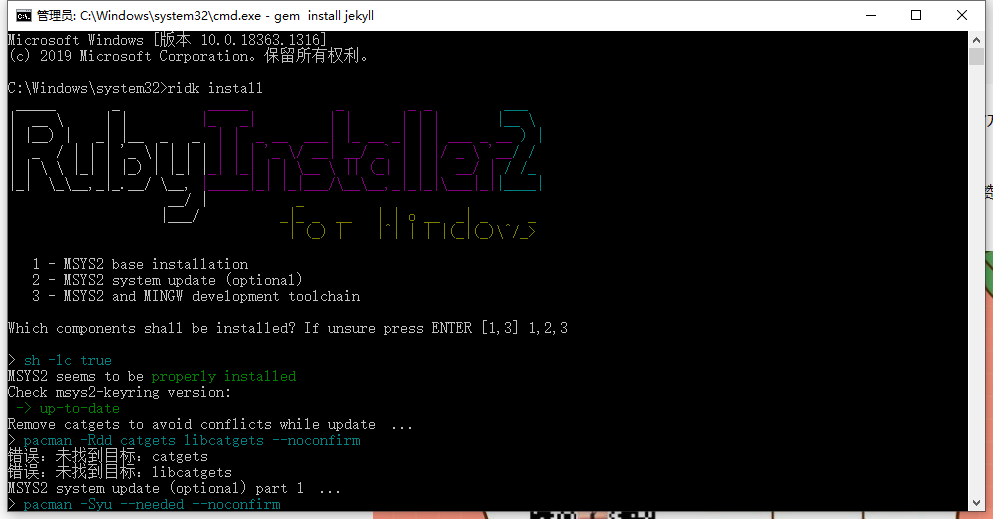 管理员: C:\Windows\system32\cmd.exe - gem  install jekyll
Microsoft Windows [版本 10.0.18363.1316]
(c) 2019 Microsoft Corporation。保留所有权利。
C:\Windows\system32>ridk install
RubyInstaller2
for Windows
1 - MSYS2 base installation
2 - MSYS2 system update (optional)
3 - MSYS2 and MINGW development toolchain
Which components shall be installed? If unsure press ENTER [1,3] 1,2,3
> sh -lc true
MSYS2 seems to be properly installed
Check msys2-keyring version:
-> up-to-date
Remove catgets to avoid conflicts while update  ...
> pacman -Rdd catgets libcatgets --noconfirm
错误：未找到目标：catgets
错误：未找到目标：libcatgets
MSYS2 system update (optional) part 1  ...
> pacman -Syu --needed --noconfirm